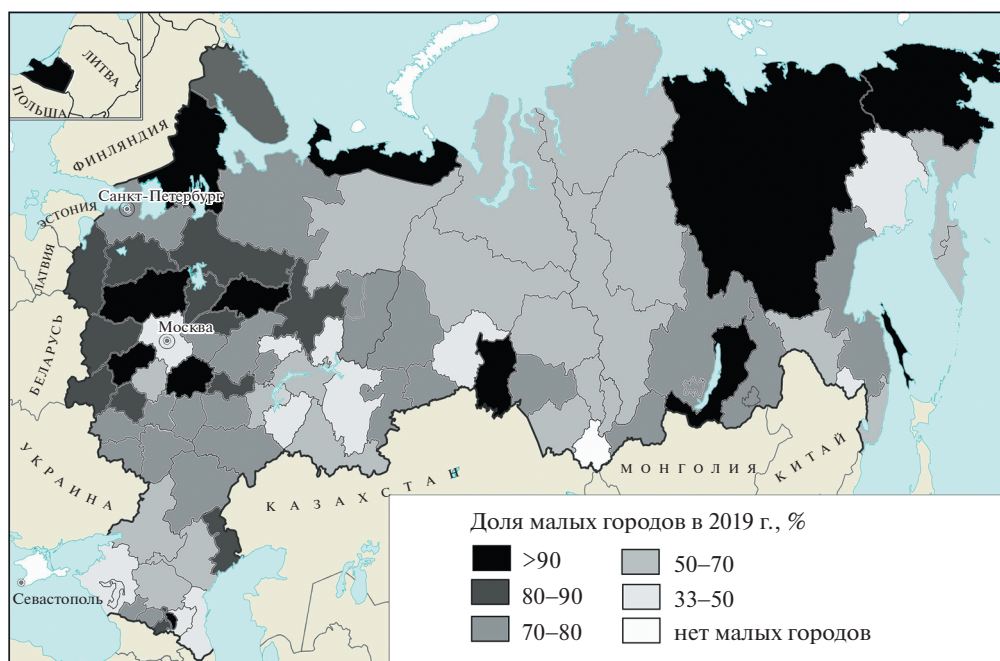 ЛИТВА
ПОЛЬША
ФИНЛЯНДИЯ
Санкт-Петербург
ЭСТОНИЯ
ЛАТВИЯ
Москва
БЕЛАРУСЬ
УКРАИНА
КАЗАХСТАН
МОНГОЛИЯ
КИТАЙ
Севастополь
Доля малых городов в 2019 г., %
>90
80–90
70–80
50–70
33–50
нет малых городов